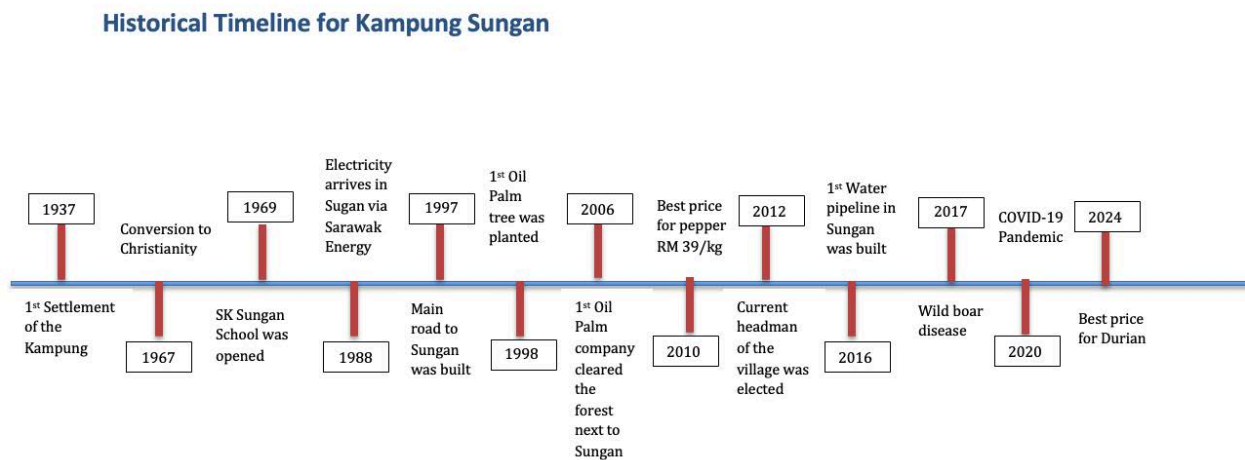 Historical Timeline for Kampung Sungan
1937
1st Settlement
of the
Kampung
Conversion to
Christianity
1967
1969
SK Sungan
School was
opened
Electricity
arrives in
Sugan via
Sarawak
Energy
1988
1997
Main
road to
Sungan
was built
1st Oil
Palm
tree was
planted
1998
2006
1st Oil
Palm
company
cleared
the
forest
next to
Sungan
Best price
for pepper
RM 39/kg
2010
2012
Current
headman
of the
village was
elected
1st Water
pipeline in
Sungan
was built
2016
2017
Wild boar
disease
COVID-19
Pandemic
2020
2024
Best price
for Durian